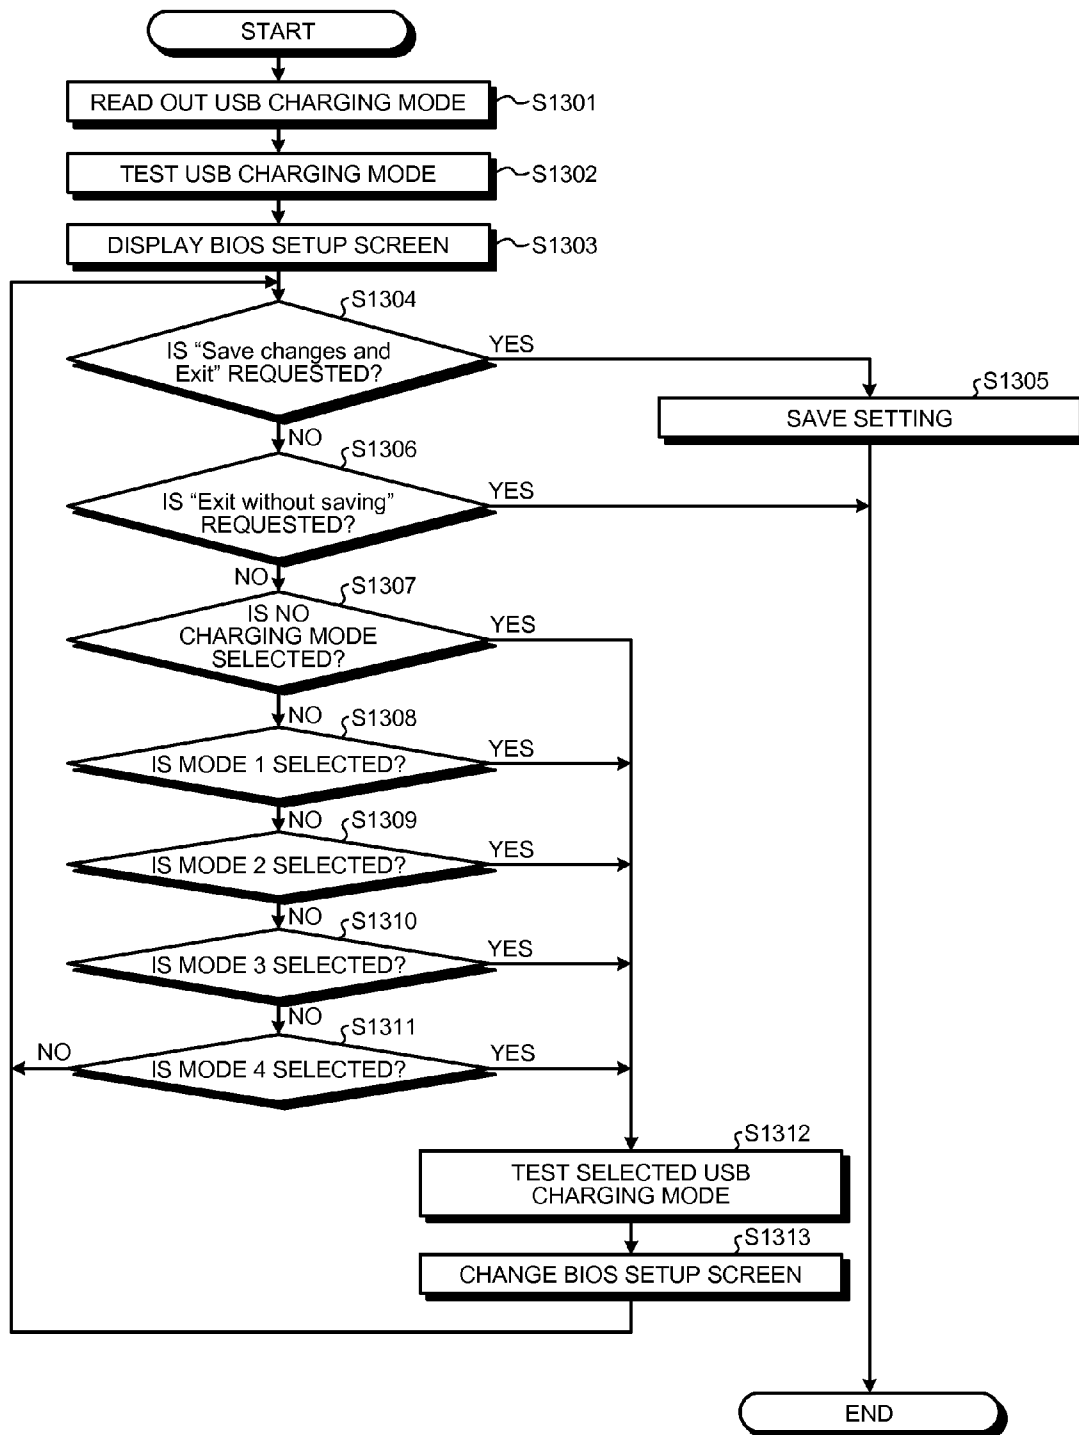 START
READ OUT USB CHARGING MODE
S1301
TEST USB CHARGING MODE
S1302
DISPLAY BIOS SETUP SCREEN
S1303
S1304
IS “Save changes and
Exit” REQUESTED?
YES
S1305
SAVE SETTING
NO
S1306
IS “Exit without saving”
REQUESTED?
YES
NO
S1307
IS NO
CHARGING MODE
SELECTED?
YES
NO
S1308
IS MODE 1 SELECTED?
YES
NO
S1309
IS MODE 2 SELECTED?
YES
NO
S1310
IS MODE 3 SELECTED?
YES
NO
S1311
IS MODE 4 SELECTED?
NO
YES
S1312
TEST SELECTED USB
CHARGING MODE
S1313
CHANGE BIOS SETUP SCREEN
END